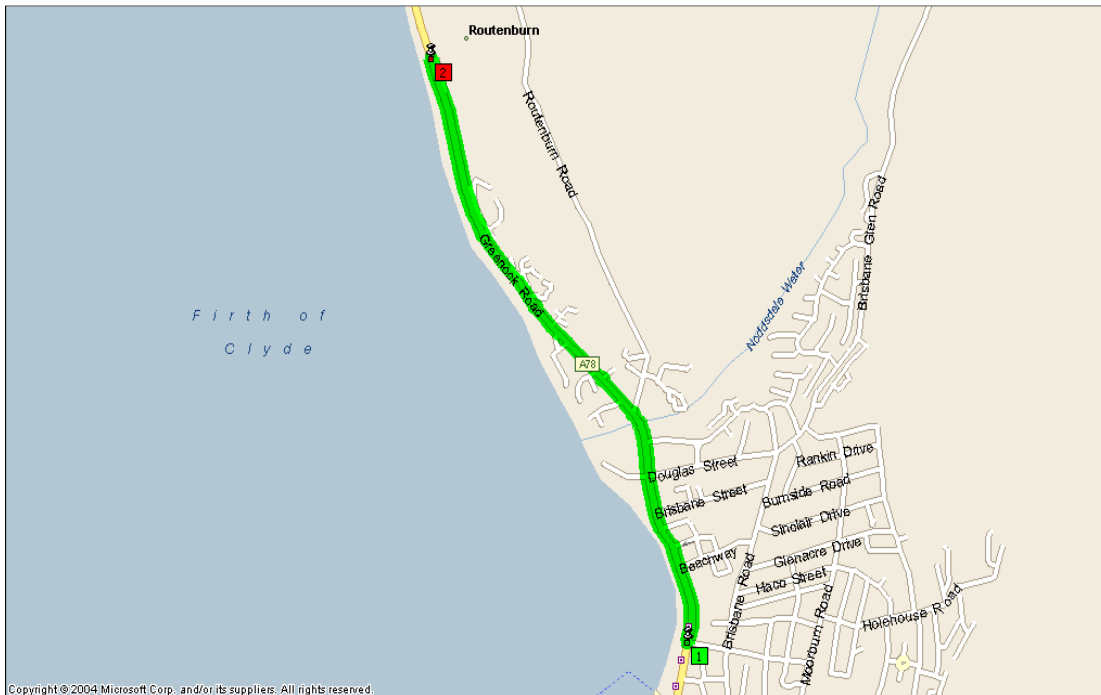 Routenburn
2
Routenburn Road
Brisbane Glen Road
Greenock Road
Noddsdale Water
Firth of
Clyde
A78
Rankin Drive
Douglas Street
Burnside Road
Brisbane Street
Sinclair Drive
Glenacre Drive
Beachway
Haco Street
Brisbane Road
Moorburn Road
Holehouse Road
1
Copyright © 2004 Microsoft Corp. and/or its suppliers. All rights reserved.